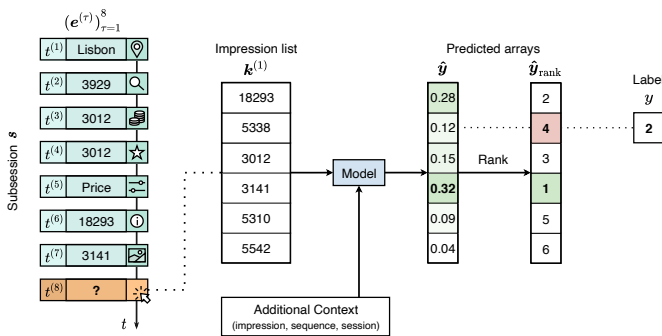 (e^(τ))^8_τ=1
Subsession s
t^(1) Lisbon
t^(2) 3929
t^(3) 3012
t^(4) 3012
t^(5) Price
t^(6) 18293
t^(7) 3141
t^(8) ?
t
Impression list
k^(1)
18293
5338
3012
3141
5310
5542
Model
Additional Context
(impression, sequence, session)
Predicted arrays
ŷ
0.28
0.12
0.15
0.32
0.09
0.04
Rank
ŷ_rank
2
4
3
1
5
6
Label
y
2